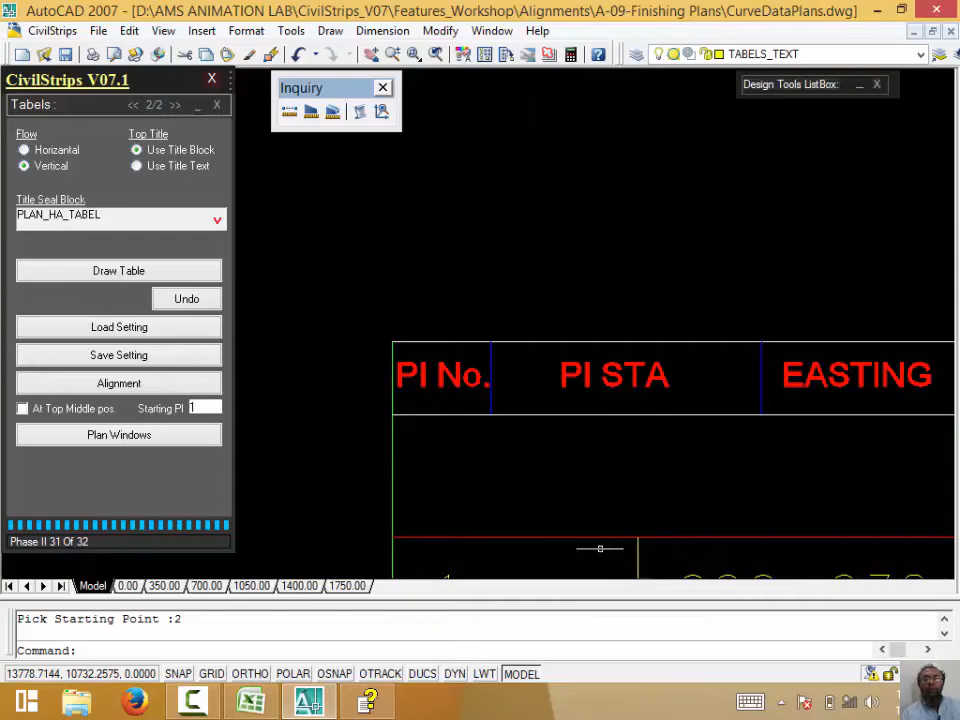 AutoCAD 2007 - [D:\AMS ANIMATION LAB\CivilStrips_V07\Features_Workshop\Alignments\A-09-Finishing Plans\CurveDataPlans.dwg]
CivilStrips File Edit View Insert Format Tools Draw Dimension Modify Window Help
TABELS_TEXT
CivilStrips V07.1 X
Inquiry
Design Tools ListBox: _ X
Tabels : << 2/2 >> _ X
Flow Top Title
Horizontal Use Title Block
Vertical Use Title Text
Title Seal Block
PLAN_HA_TABEL v
Draw Table
Undo
Load Setting
Save Setting
Alignment
At Top Middle pos. Starting PI 1
Plan Windows
PI No. PI STA EASTING
Phase II 31 Of 32
Model 0.00 350.00 700.00 1050.00 1400.00 1750.00
Pick Starting Point :2
Command:
13778.7144, 10732.2575, 0.0000 SNAP GRID ORTHO POLAR OSNAP OTRACK DUCS DYN LWT MODEL